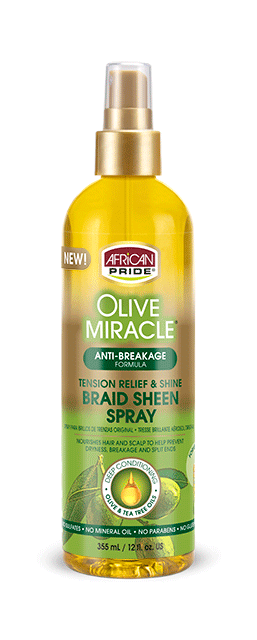 NEW!
AFRICAN
PRIDE®
OLIVE
MIRACLE®
ANTI-BREAKAGE
FORMULA
TENSION RELIEF & SHINE
BRAID SHEEN
SPRAY
NOURISHES HAIR AND SCALP TO HELP PREVENT
DRYNESS, BREAKAGE AND SPLIT ENDS
DEEP CONDITIONING
OLIVE & TEA TREE OILS
NO MINERAL OIL • NO PARABENS
355 mL / 12 fl. oz. US